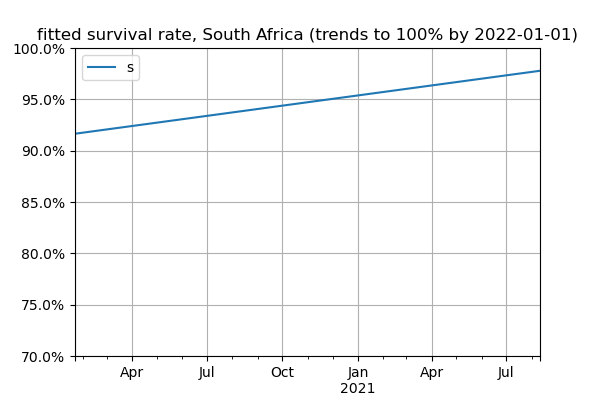 fitted survival rate, South Africa (trends to 100% by 2022-01-01)
100.0%
95.0%
90.0%
85.0%
80.0%
75.0%
70.0%
s
Apr
Jul
Oct
Jan
2021
Apr
Jul